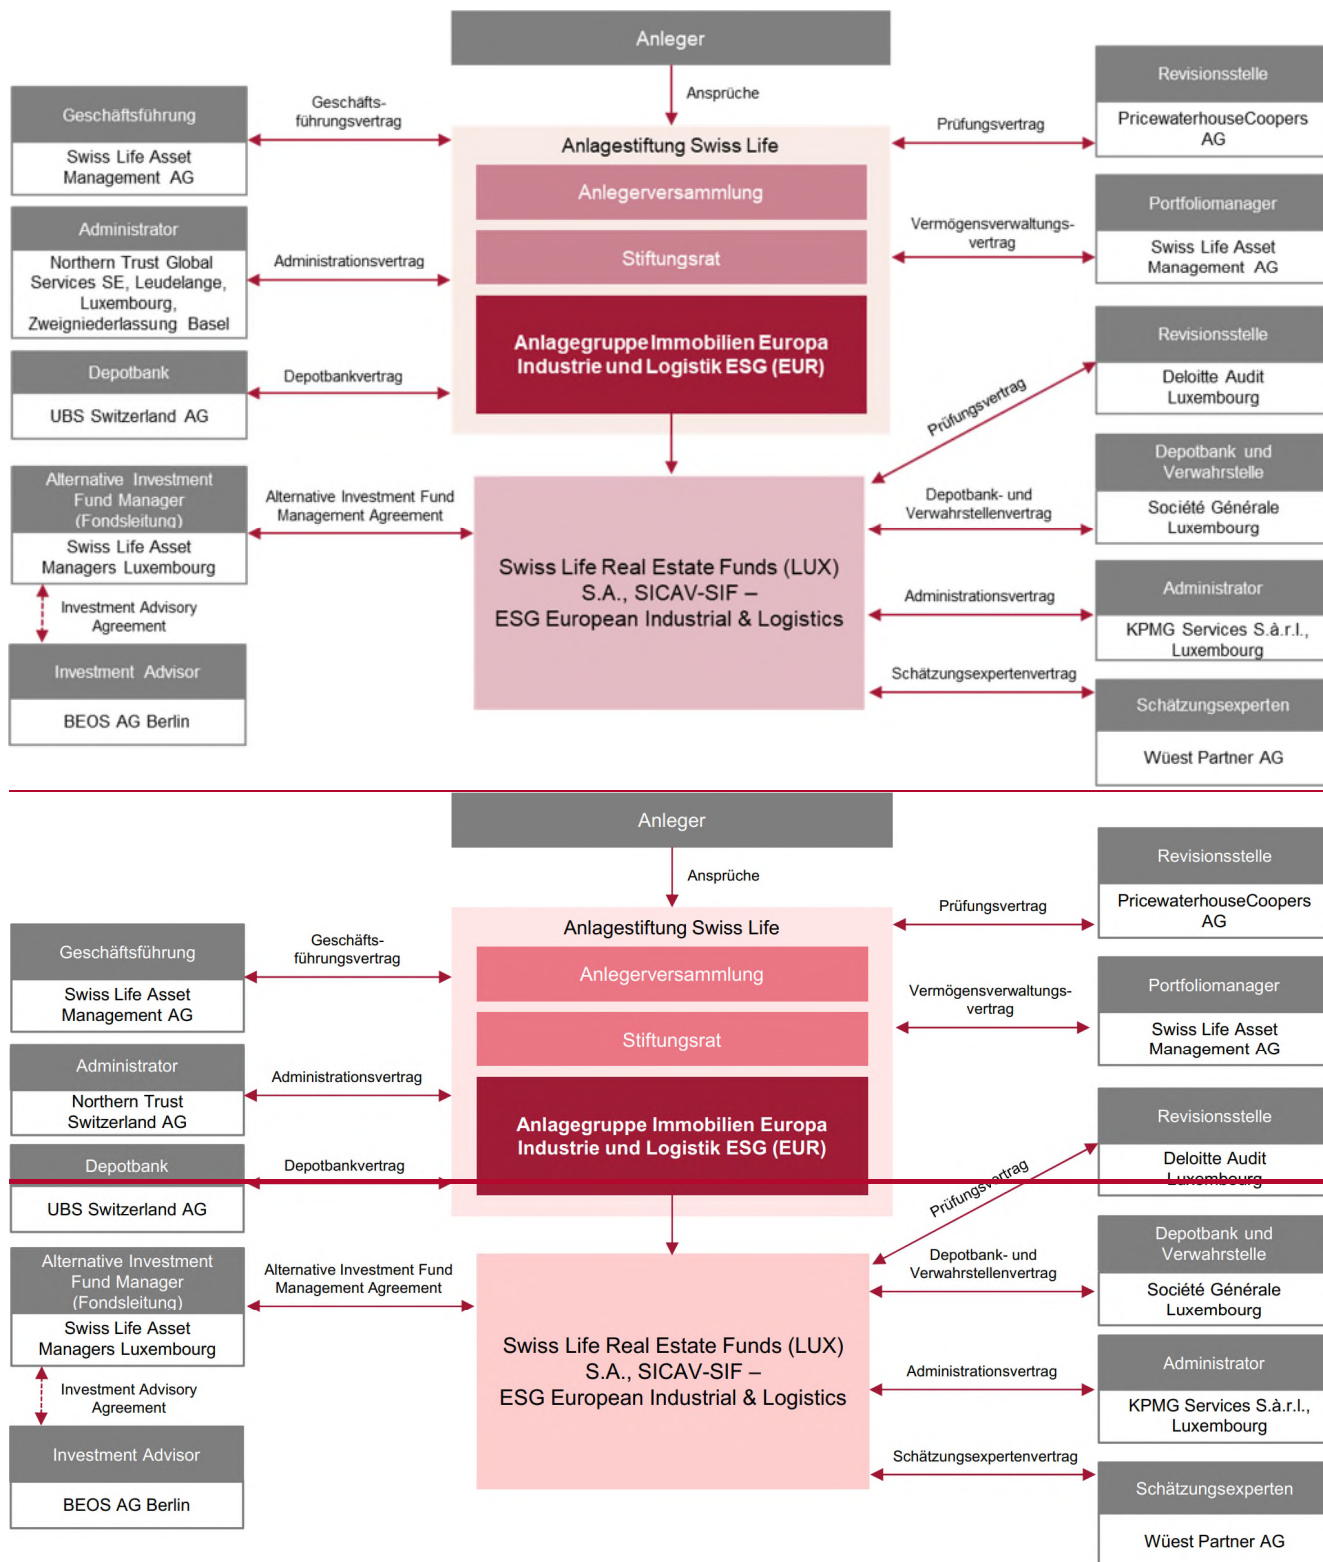 Anleger
Ansprüche
Geschäftsführung
Swiss Life Asset
Management AG
Geschäfts-
führungsvertrag
Administrator
Northern Trust Global
Services SE, Leudelange,
Luxembourg,
Zweigniederlassung Basel
Administrationsvertrag
Depotbank
UBS Switzerland AG
Depotbankvertrag
Anlagestiftung Swiss Life
Anlegerversammlung
Stiftungsrat
Anlagegruppe Immobilien Europa
Industrie und Logistik ESG (EUR)
Prüfungsvertrag
Revisionsstelle
PricewaterhouseCoopers
AG
Vermögensverwaltungs-
vertrag
Portfoliomanager
Swiss Life Asset
Management AG
Alternative Investment
Fund Manager
(Fondsleitung)
Swiss Life Asset
Managers Luxembourg
Alternative Investment Fund
Management Agreement
Investment Advisory
Agreement
Investment Advisor
BEOS AG Berlin
Swiss Life Real Estate Funds (LUX)
S.A., SICAV-SIF –
ESG European Industrial & Logistics
Prüfungsvertrag
Revisionsstelle
Deloitte Audit
Luxembourg
Depotbank- und
Verwahrstellenvertrag
Depotbank und
Verwahrstelle
Société Générale
Luxembourg
Administrationsvertrag
Administrator
KPMG Services S.à.r.l.,
Luxembourg
Schätzungsexpertenvertrag
Schätzungsexperten
Wüest Partner AG
Anleger
Ansprüche
Geschäftsführung
Swiss Life Asset
Management AG
Geschäfts-
führungsvertrag
Administrator
Northern Trust
Switzerland AG
Administrationsvertrag
Depotbank
UBS Switzerland AG
Depotbankvertrag
Anlagestiftung Swiss Life
Anlegerversammlung
Stiftungsrat
Anlagegruppe Immobilien Europa
Industrie und Logistik ESG (EUR)
Prüfungsvertrag
Revisionsstelle
PricewaterhouseCoopers
AG
Vermögensverwaltungs-
vertrag
Portfoliomanager
Swiss Life Asset
Management AG
Alternative Investment
Fund Manager
(Fondsleitung)
Swiss Life Asset
Managers Luxembourg
Alternative Investment Fund
Management Agreement
Investment Advisory
Agreement
Investment Advisor
BEOS AG Berlin
Swiss Life Real Estate Funds (LUX)
S.A., SICAV-SIF –
ESG European Industrial & Logistics
Prüfungsvertrag
Revisionsstelle
Deloitte Audit
Luxembourg
Depotbank- und
Verwahrstellenvertrag
Depotbank und
Verwahrstelle
Société Générale
Luxembourg
Administrationsvertrag
Administrator
KPMG Services S.à.r.l.,
Luxembourg
Schätzungsexpertenvertrag
Schätzungsexperten
Wüest Partner AG